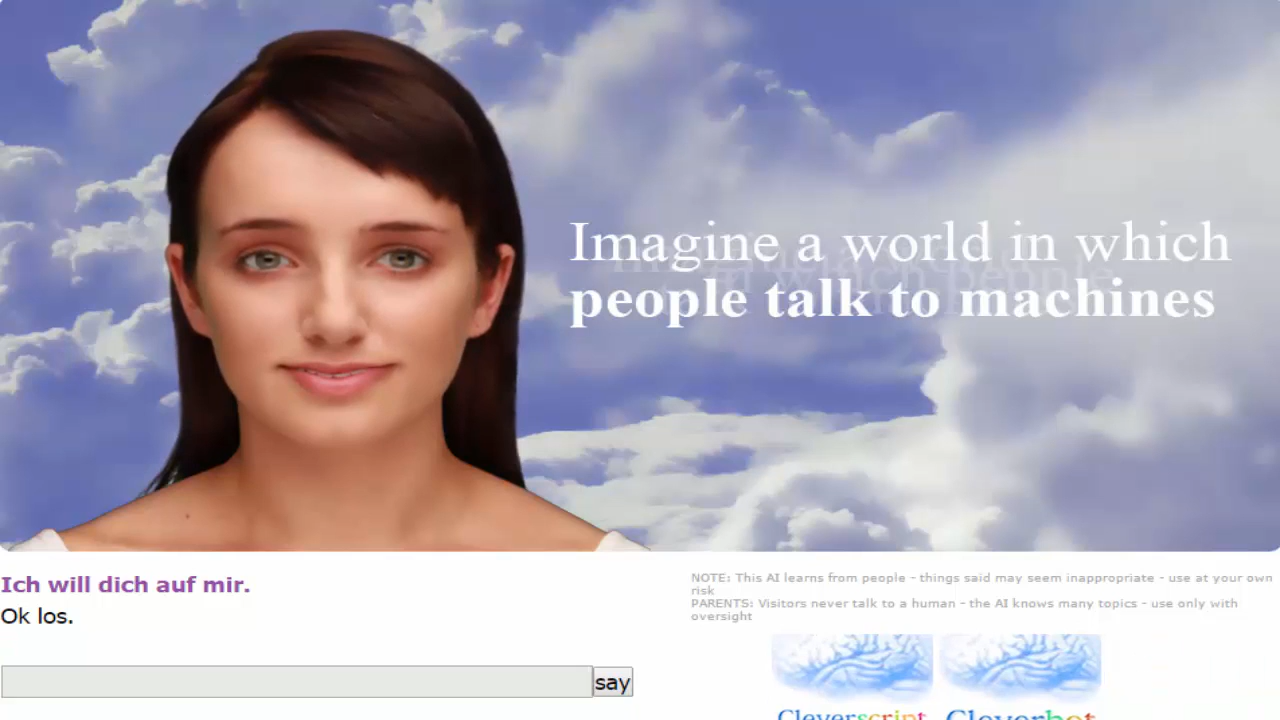 Imagine a world in which
people talk to machines
Ich will dich auf mir.
Ok los.
say
NOTE: This AI learns from people - things said may seem inappropriate - use at your own
risk
PARENTS: Visitors never talk to a human - the AI knows many topics - use only with
oversight
Cleverscript Cleverbot